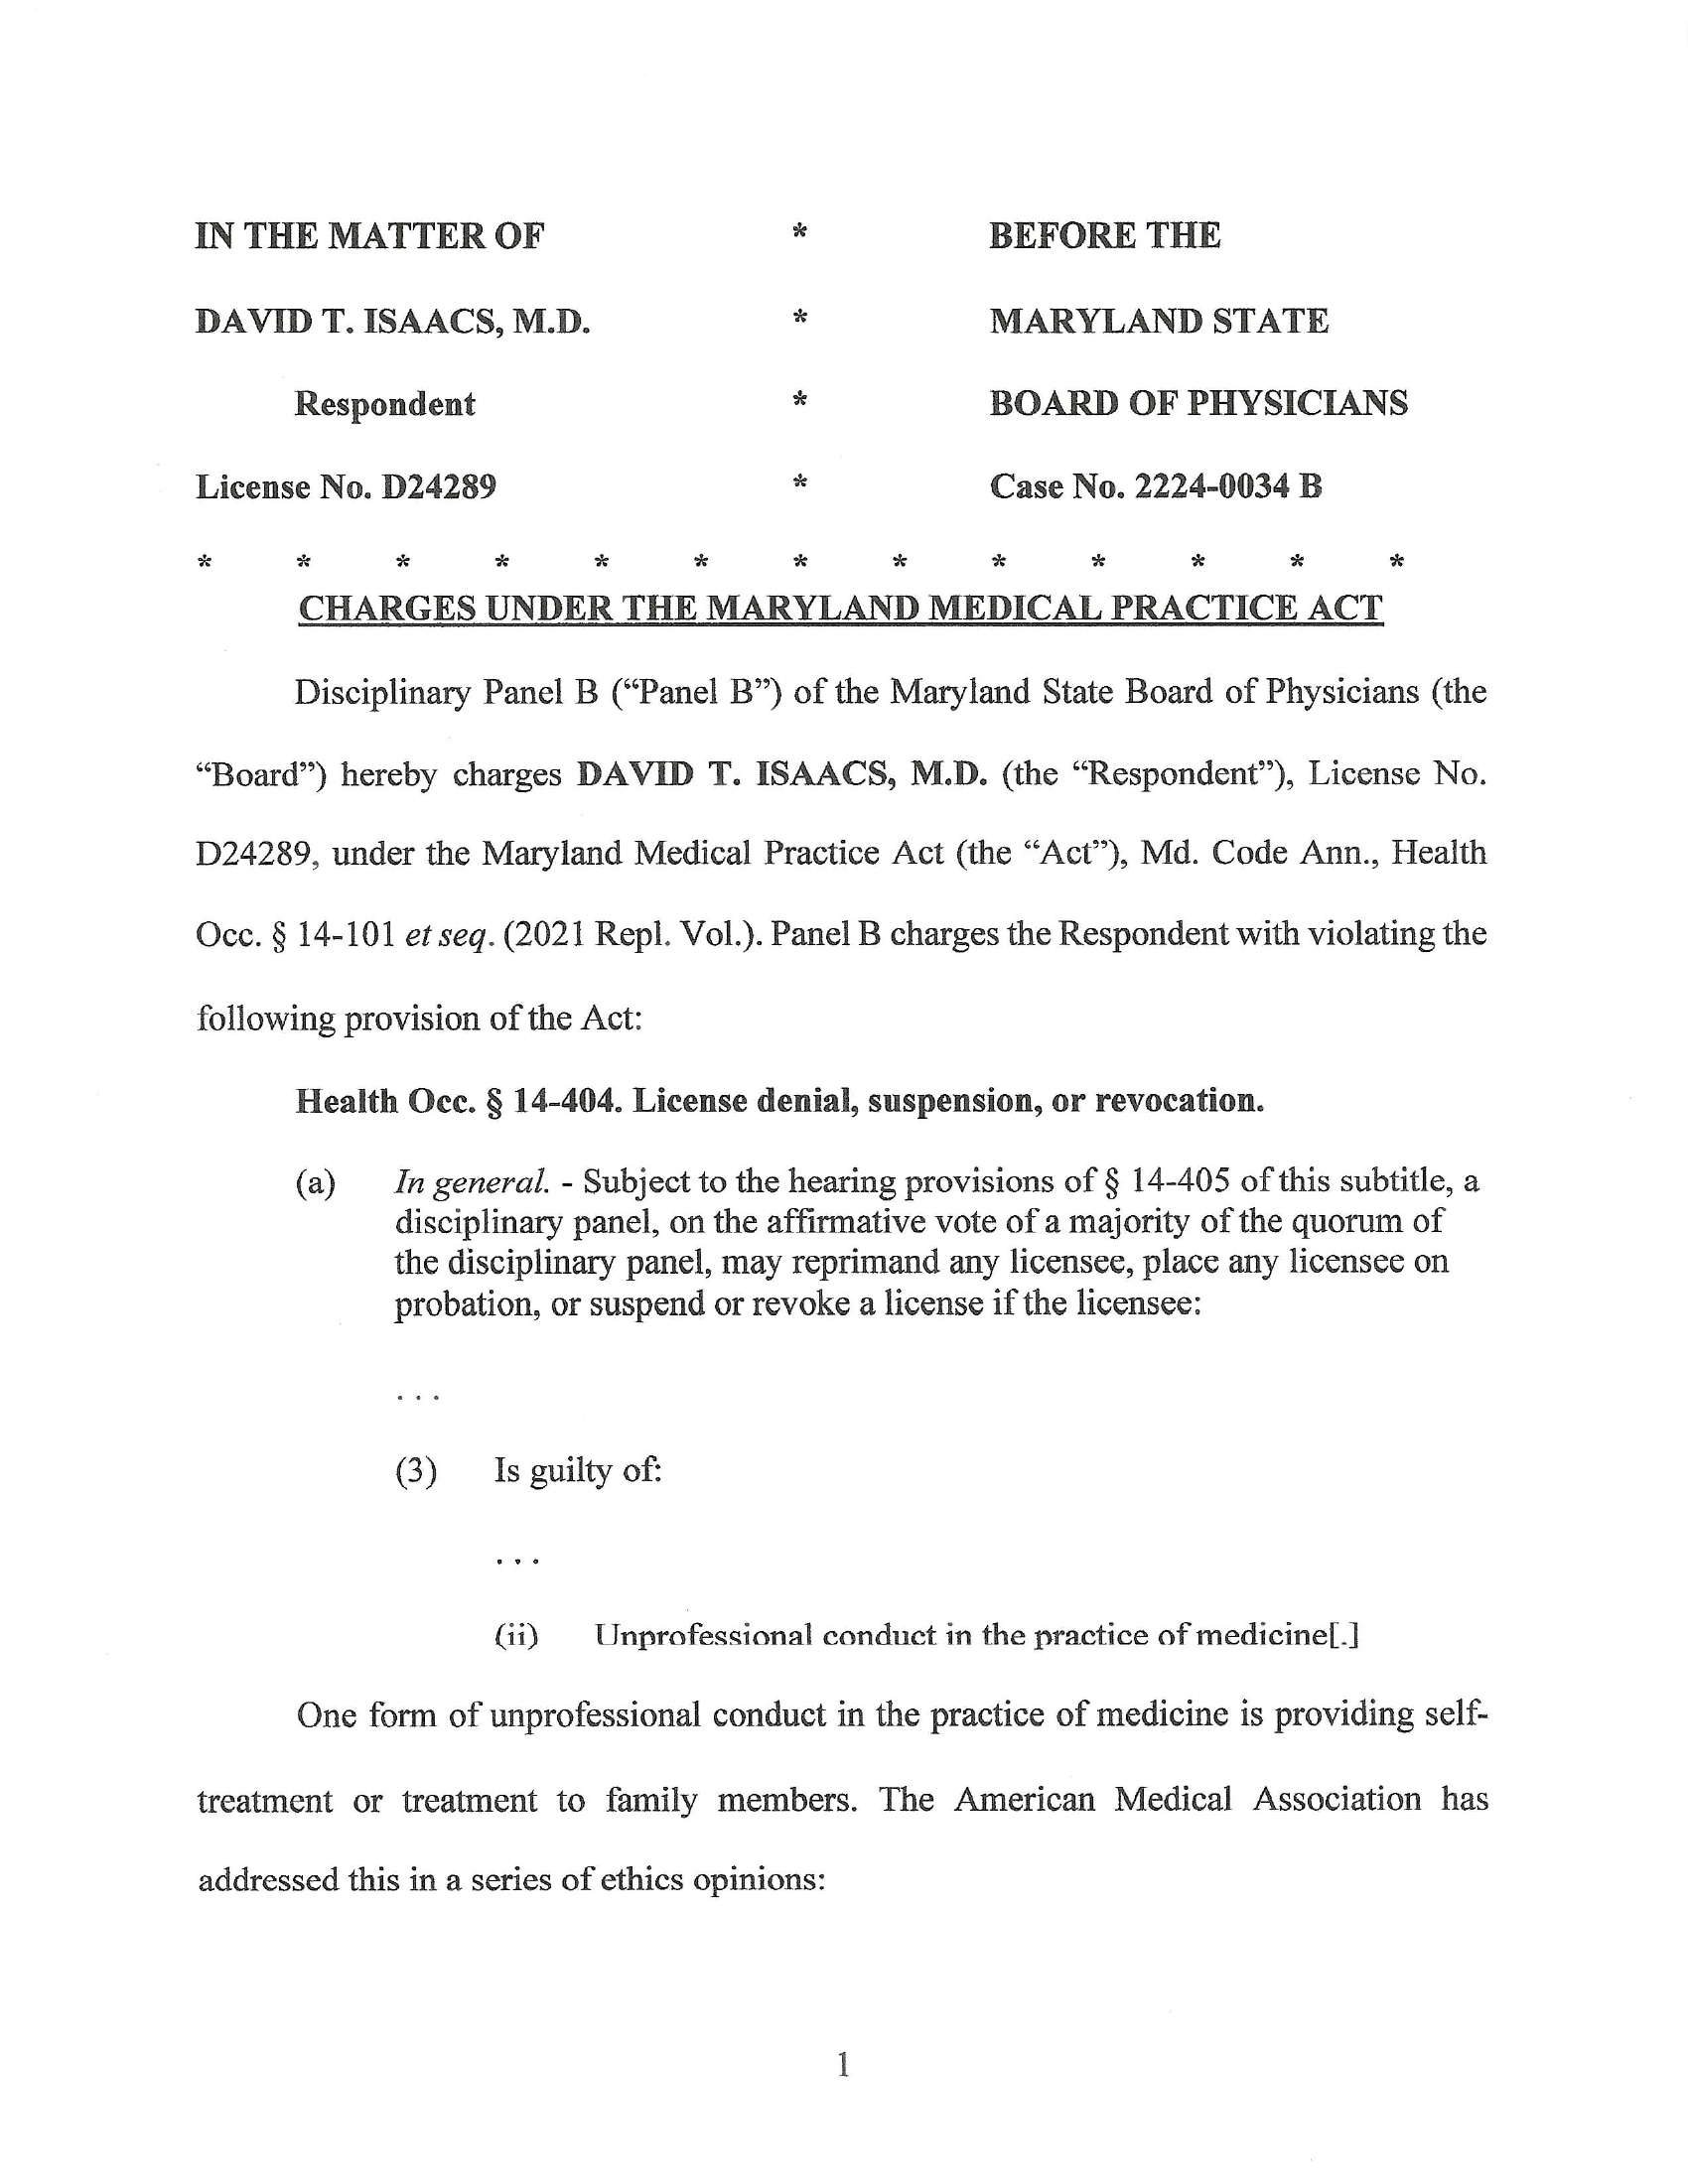 IN THE MATTER OF * BEFORE THE
DAVID T. ISAACS, M.D. * MARYLAND STATE
Respondent * BOARD OF PHYSICIANS
License No. D24289 * Case No. 2224-0034 B
* * * * * * * * * * * * *
CHARGES UNDER THE MARYLAND MEDICAL PRACTICE ACT
Disciplinary Panel B (“Panel B”) of the Maryland State Board of Physicians (the
“Board”) hereby charges DAVID T. ISAACS, M.D. (the “Respondent”), License No.
D24289, under the Maryland Medical Practice Act (the “Act”), Md. Code Ann., Health
Occ. § 14-101 et seq. (2021 Repl. Vol.). Panel B charges the Respondent with violating the
following provision of the Act:
Health Occ. § 14-404. License denial, suspension, or revocation.
(a) In general. - Subject to the hearing provisions of § 14-405 of this subtitle, a
disciplinary panel, on the affirmative vote of a majority of the quorum of
the disciplinary panel, may reprimand any licensee, place any licensee on
probation, or suspend or revoke a license if the licensee:
. . .
(3) Is guilty of:
. . .
(ii) Unprofessional conduct in the practice of medicine[.]
One form of unprofessional conduct in the practice of medicine is providing self-
treatment or treatment to family members. The American Medical Association has
addressed this in a series of ethics opinions:
1